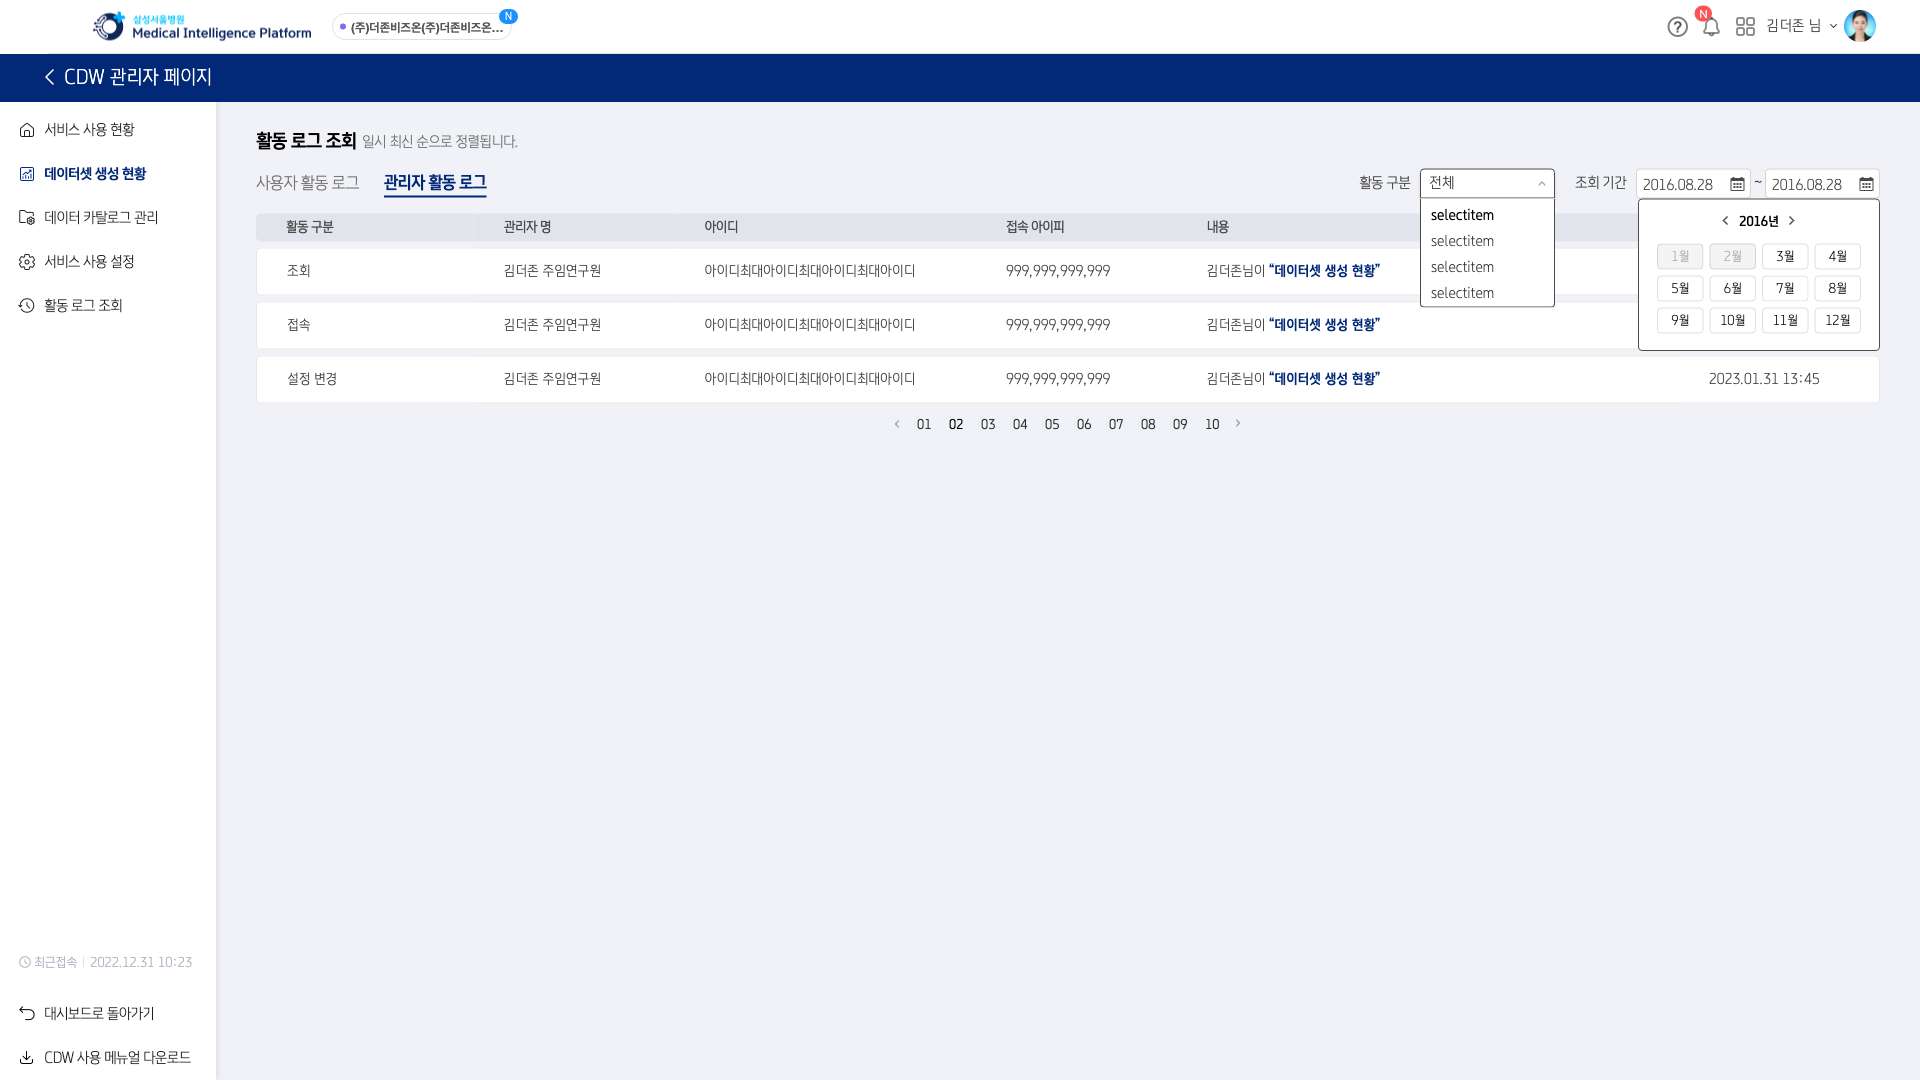 삼성서울병원
Medical Intelligence Platform
(주)더존비즈온(주)더존비즈온...
N
N
김더존 님
CDW 관리자 페이지
서비스 사용 현황
데이터셋 생성 현황
데이터 카탈로그 관리
서비스 사용 설정
활동 로그 조회
활동 로그 조회 일시 최신 순으로 정렬됩니다.
사용자 활동 로그 관리자 활동 로그
활동 구분 전체 조회 기간 2016.08.28 ~ 2016.08.28
selectitem
selectitem
selectitem
selectitem
< 2016년 >
1월 2월 3월 4월
5월 6월 7월 8월
9월 10월 11월 12월
활동 구분 관리자 명 아이디 접속 아이피 내용
조회 김더존 주임연구원 아이디최대아이디최대아이디최대아이디 999,999,999,999 김더존님이 “데이터셋 생성 현황”
접속 김더존 주임연구원 아이디최대아이디최대아이디최대아이디 999,999,999,999 김더존님이 “데이터셋 생성 현황”
설정 변경 김더존 주임연구원 아이디최대아이디최대아이디최대아이디 999,999,999,999 김더존님이 “데이터셋 생성 현황” 2023.01.31 13:45
< 01 02 03 04 05 06 07 08 09 10 >
최근접속 | 2022.12.31 10:23
대시보드로 돌아가기
CDW 사용 메뉴얼 다운로드